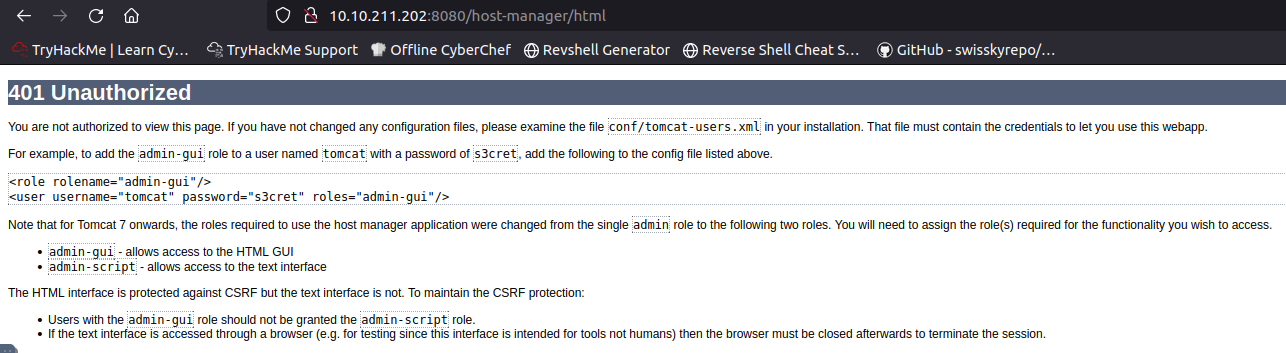 10.10.211.202:8080/host-manager/html
TryHackMe | Learn Cy… TryHackMe Support Offline CyberChef Revshell Generator Reverse Shell Cheat S… GitHub - swisskyrepo/…
401 Unauthorized
You are not authorized to view this page. If you have not changed any configuration files, please examine the file conf/tomcat-users.xml in your installation. That file must contain the credentials to let you use this webapp.
For example, to add the admin-gui role to a user named tomcat with a password of s3cret, add the following to the config file listed above.
<role rolename="admin-gui"/>
<user username="tomcat" password="s3cret" roles="admin-gui"/>
Note that for Tomcat 7 onwards, the roles required to use the host manager application were changed from the single admin role to the following two roles. You will need to assign the role(s) required for the functionality you wish to access.
• admin-gui - allows access to the HTML GUI
• admin-script - allows access to the text interface
The HTML interface is protected against CSRF but the text interface is not. To maintain the CSRF protection:
• Users with the admin-gui role should not be granted the admin-script role.
• If the text interface is accessed through a browser (e.g. for testing since this interface is intended for tools not humans) then the browser must be closed afterwards to terminate the session.